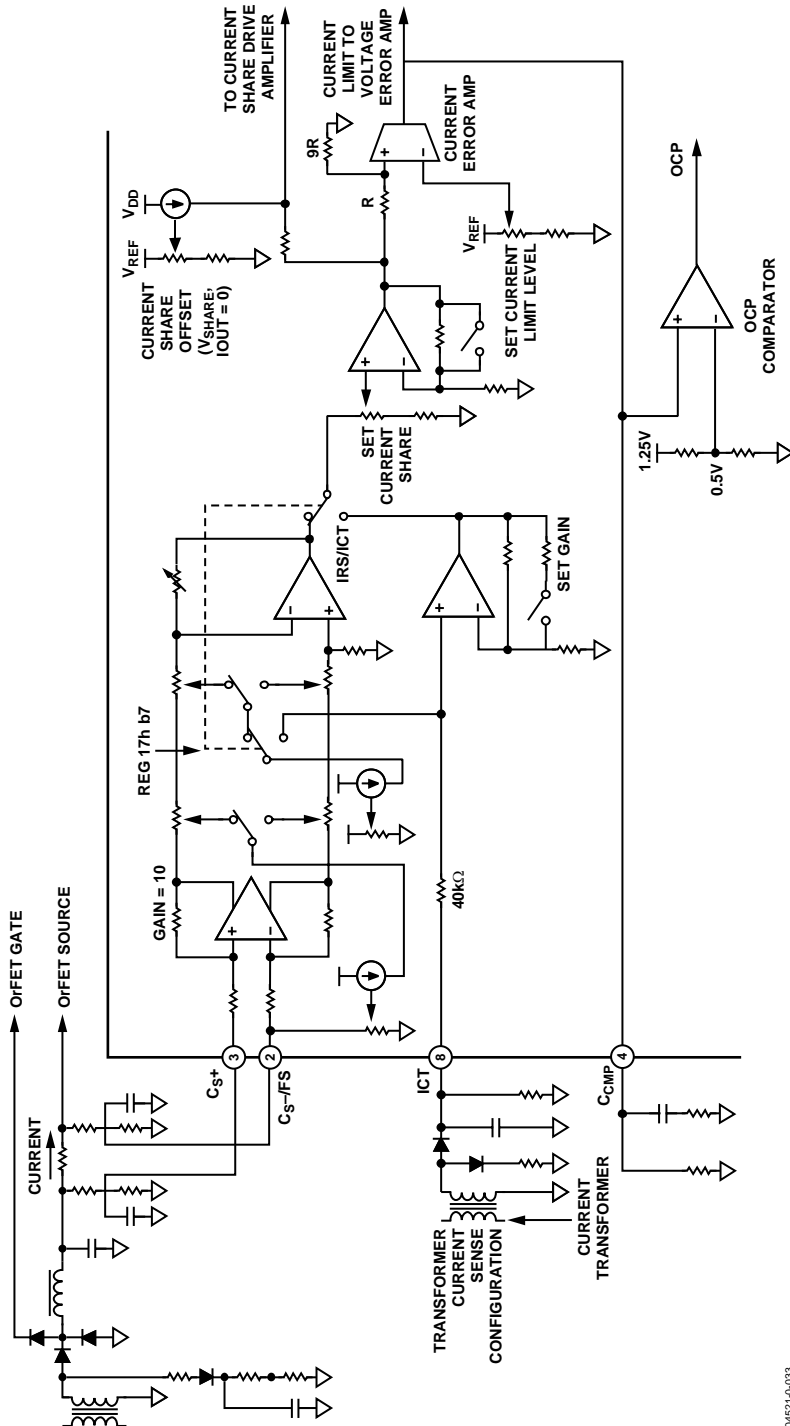 OrFET GATE
OrFET SOURCE
CURRENT
CS+
3
CS−/FS
2
ICT
8
CCMP
4
TRANSFORMER
CURRENT
SENSE
CONFIGURATION
CURRENT
TRANSFORMER
GAIN = 10
REG 17h b7
40kΩ
IRS/ICT
SET GAIN
SET
CURRENT
SHARE
CURRENT
SHARE
OFFSET
(VSHARE,
IOUT = 0)
VREF
VDD
TO CURRENT
SHARE DRIVE
AMPLIFIER
CURRENT
LIMIT TO
VOLTAGE
ERROR AMP
9R
R
CURRENT
ERROR AMP
VREF
SET CURRENT
LIMIT LEVEL
1.25V
0.5V
OCP
OCP
COMPARATOR
04521-0-033